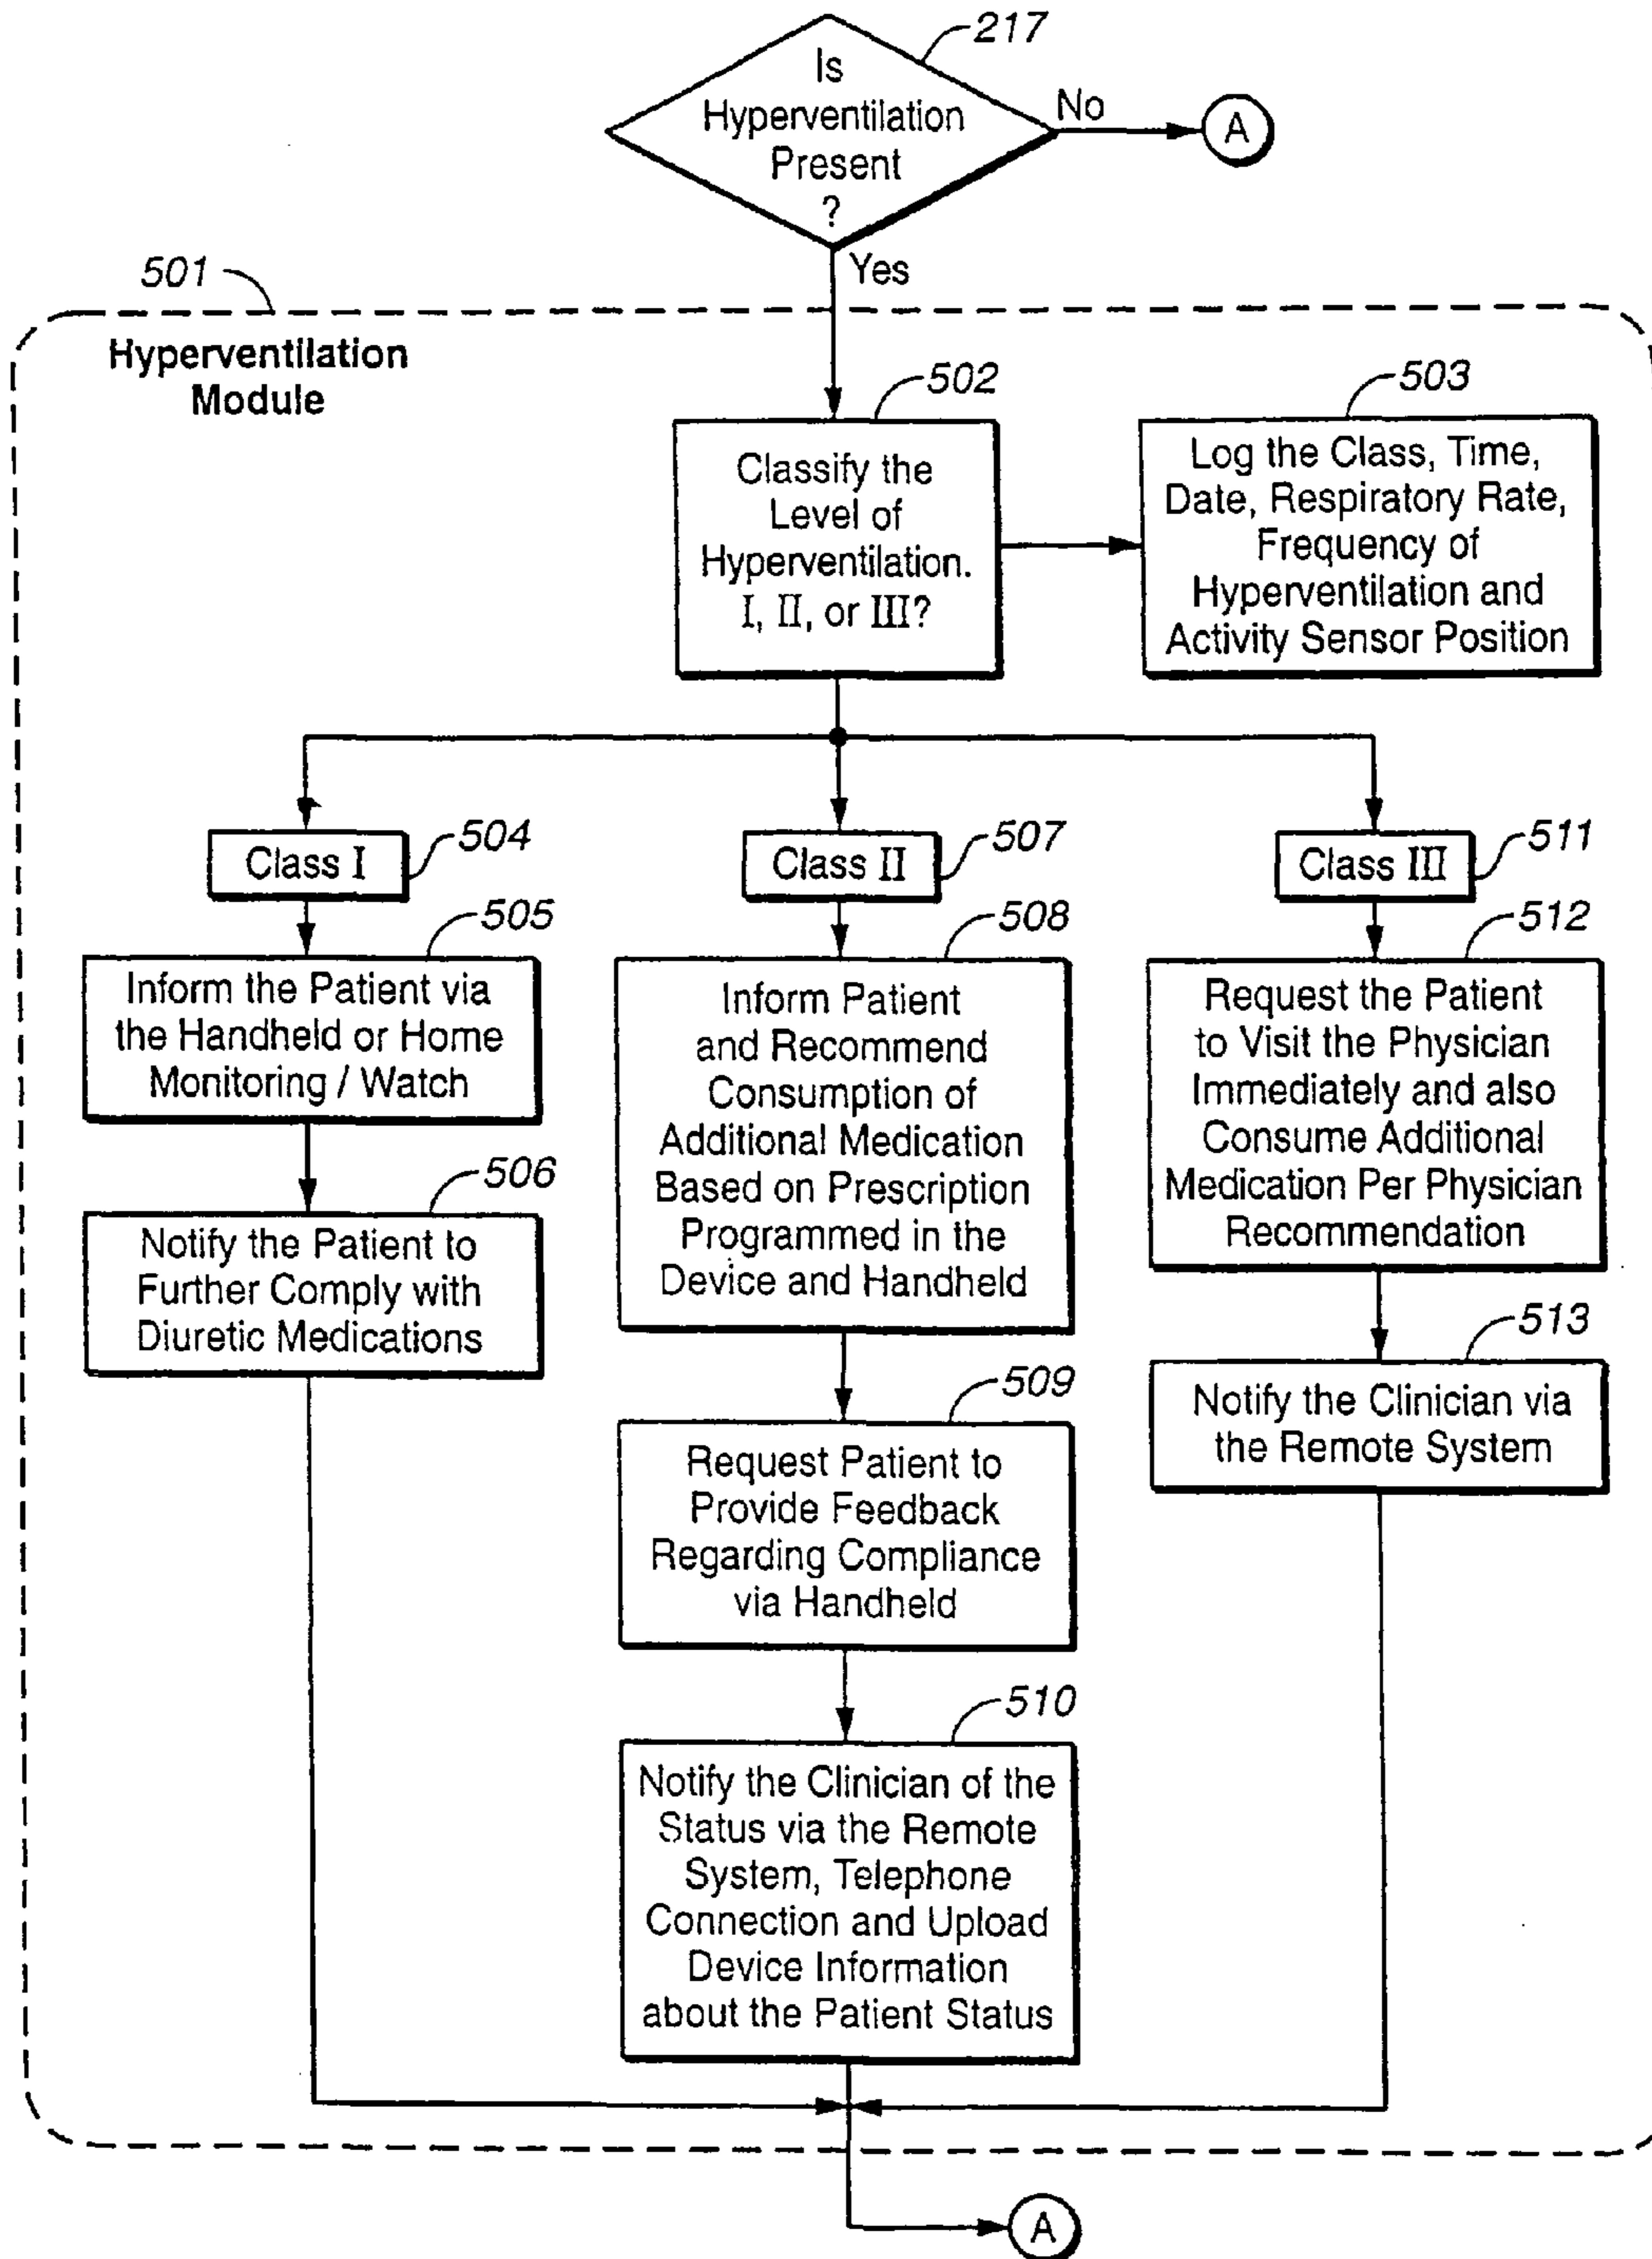 217
Is
Hyperventilation
Present
?
No
A
Yes
501
Hyperventilation
Module
502
Classify the
Level of
Hyperventilation.
I, II, or III?
503
Log the Class, Time,
Date, Respiratory Rate,
Frequency of
Hyperventilation and
Activity Sensor Position
Class I
504
Class II
507
Class III
511
505
Inform the Patient via
the Handheld or Home
Monitoring / Watch
506
Notify the Patient to
Further Comply with
Diuretic Medications
508
Inform Patient
and Recommend
Consumption of
Additional Medication
Based on Prescription
Programmed in the
Device and Handheld
509
Request Patient to
Provide Feedback
Regarding Compliance
via Handheld
510
Notify the Clinician of the
Status via the Remote
System, Telephone
Connection and Upload
Device Information
about the Patient Status
512
Request the Patient
to Visit the Physician
Immediately and also
Consume Additional
Medication Per Physician
Recommendation
513
Notify the Clinician via
the Remote System
A